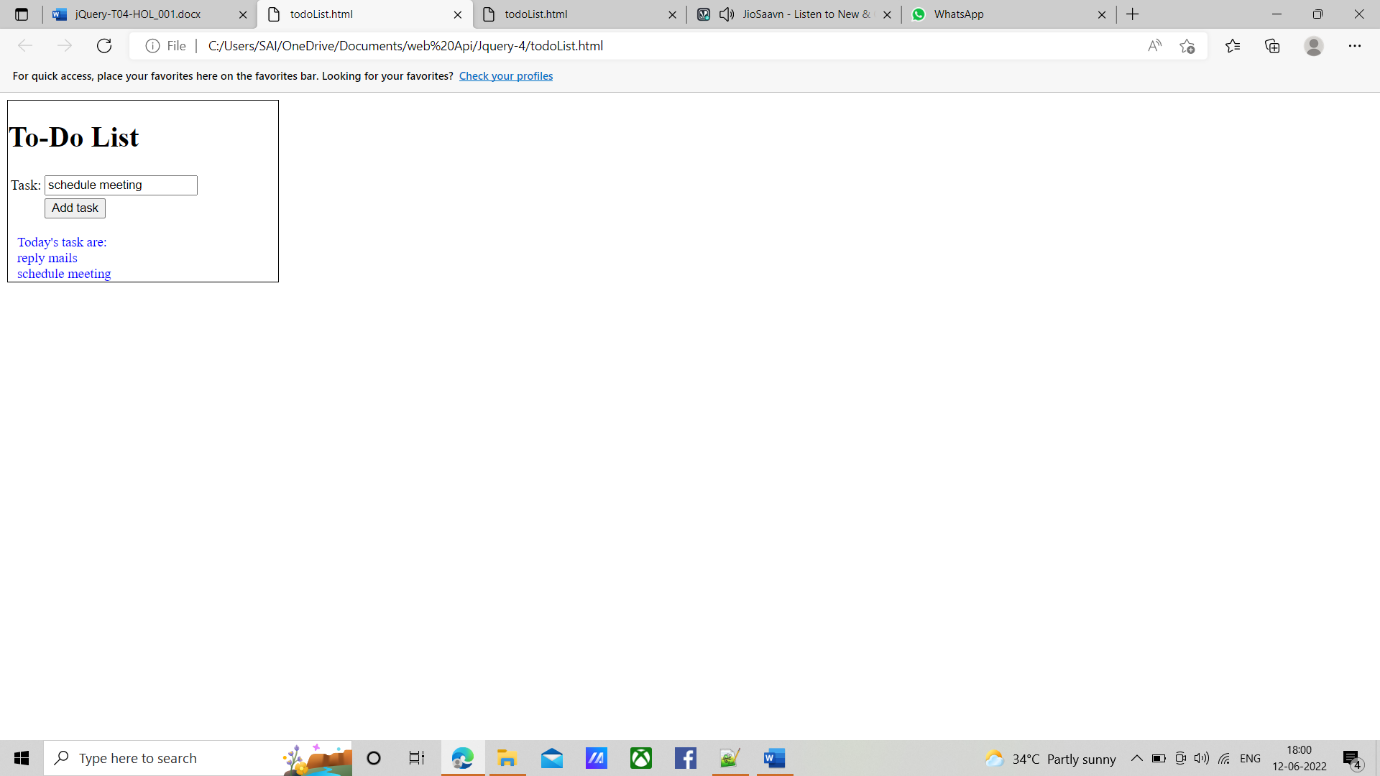 jQuery-T04-HOL_001.docx
todoList.html
todoList.html
JioSaavn - Listen to New &
WhatsApp
File | C:/Users/SAI/OneDrive/Documents/web%20Api/Jquery-4/todoList.html
For quick access, place your favorites here on the favorites bar. Looking for your favorites? Check your profiles
To-Do List
Task: schedule meeting
Add task
Today's task are:
reply mails
schedule meeting
Type here to search
34°C Partly sunny
ENG
18:00
12-06-2022
4